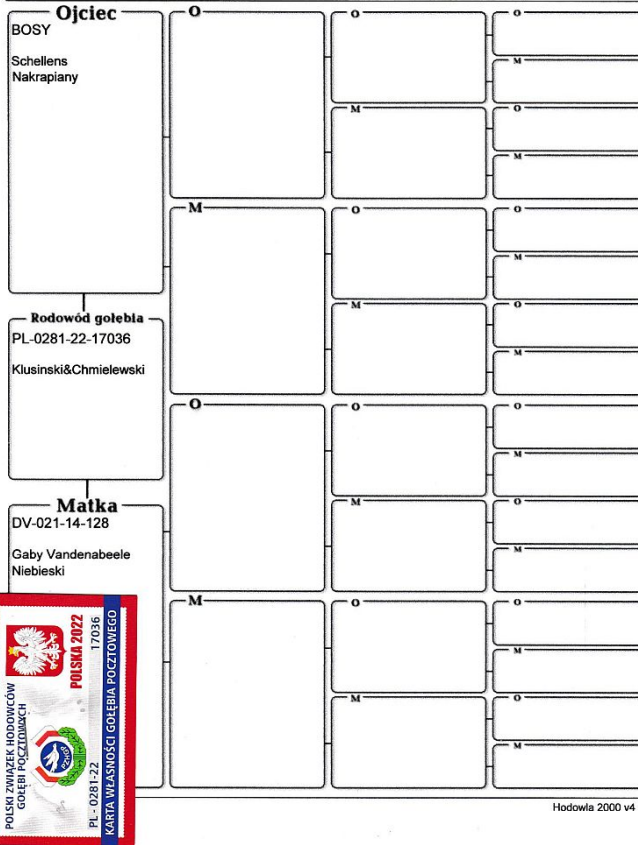 Ojciec
BOSY
Schellens
Nakrapiany
O
O
O
M
M
O
M
M
O
O
M
M
O
M
Rodowód gołębia
PL-0281-22-17036
Klusinski&Chmielewski
O
O
O
M
M
O
M
M
O
O
M
M
O
M
Matka
DV-021-14-128
Gaby Vandenabeele
Niebieski
POLSKI ZWIĄZEK HODOWCÓW
GOŁĘBI POCZTOWYCH
POLSKA 2022
PZHGP
PL - 0281-22 17036
KARTA WŁASNOŚCI GOŁĘBIA POCZTOWEGO
Hodowla 2000 v4